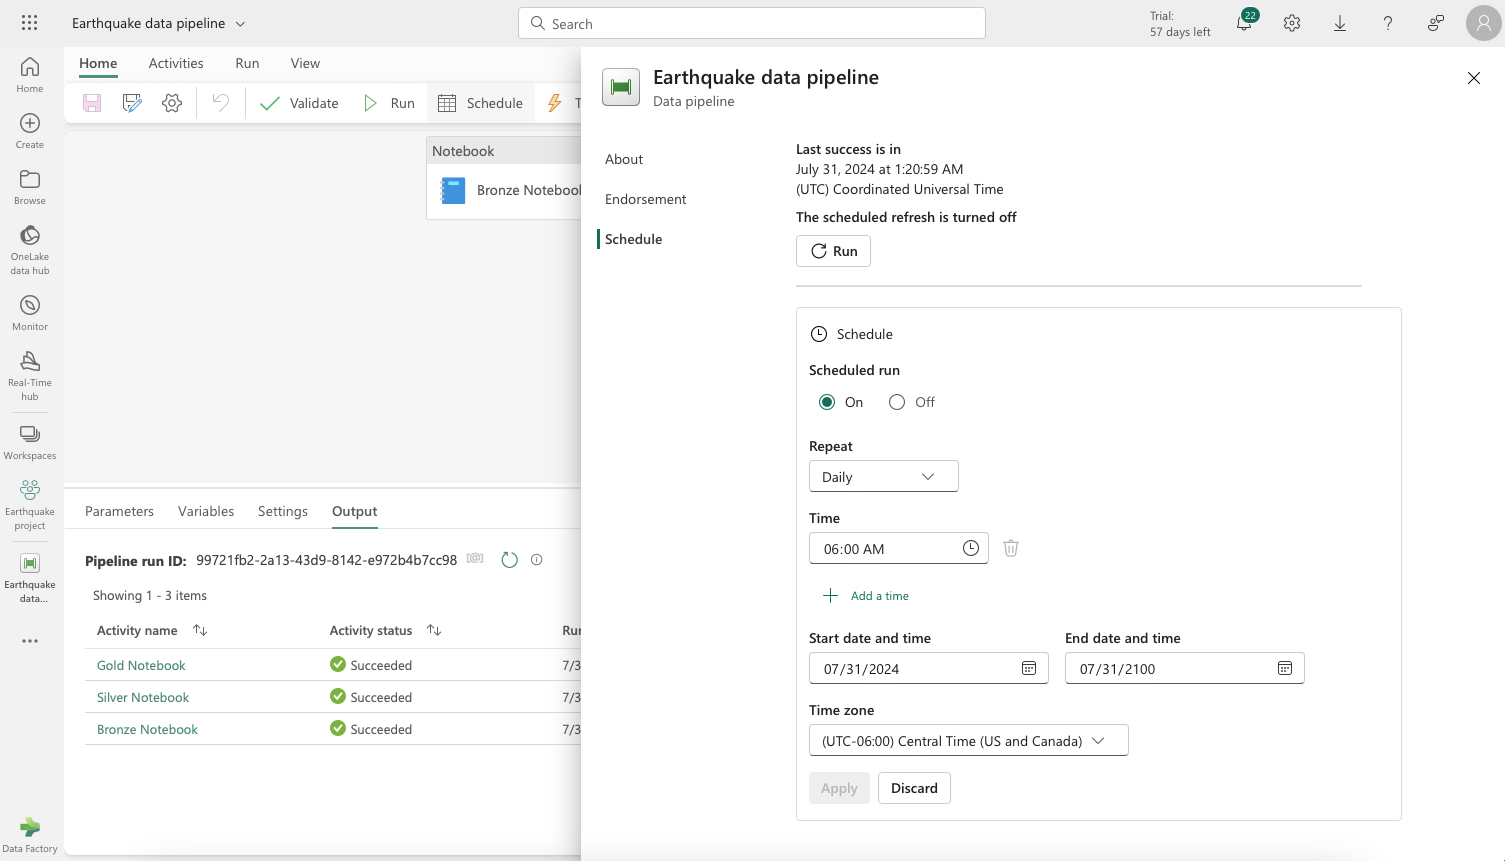 Earthquake data pipeline
Search
Trial:
57 days left
22
Home
Create
Browse
OneLake
data hub
Monitor
Real-Time
hub
Workspaces
Earthquake
project
Earthquake
data...
Data Factory
Home Activities Run View
Validate Run Schedule T
Notebook
Bronze Notebook
Parameters Variables Settings Output
Pipeline run ID: 99721fb2-2a13-43d9-8142-e972b4b7cc98
Showing 1 - 3 items
Activity name Activity status Run
Gold Notebook Succeeded 7/3
Silver Notebook Succeeded 7/3
Bronze Notebook Succeeded 7/3
Earthquake data pipeline
Data pipeline
About
Endorsement
Schedule
Last success is in
July 31, 2024 at 1:20:59 AM
(UTC) Coordinated Universal Time
The scheduled refresh is turned off
Run
Schedule
Scheduled run
On Off
Repeat
Daily
Time
06:00 AM
Add a time
Start date and time End date and time
07/31/2024 07/31/2100
Time zone
(UTC-06:00) Central Time (US and Canada)
Apply Discard